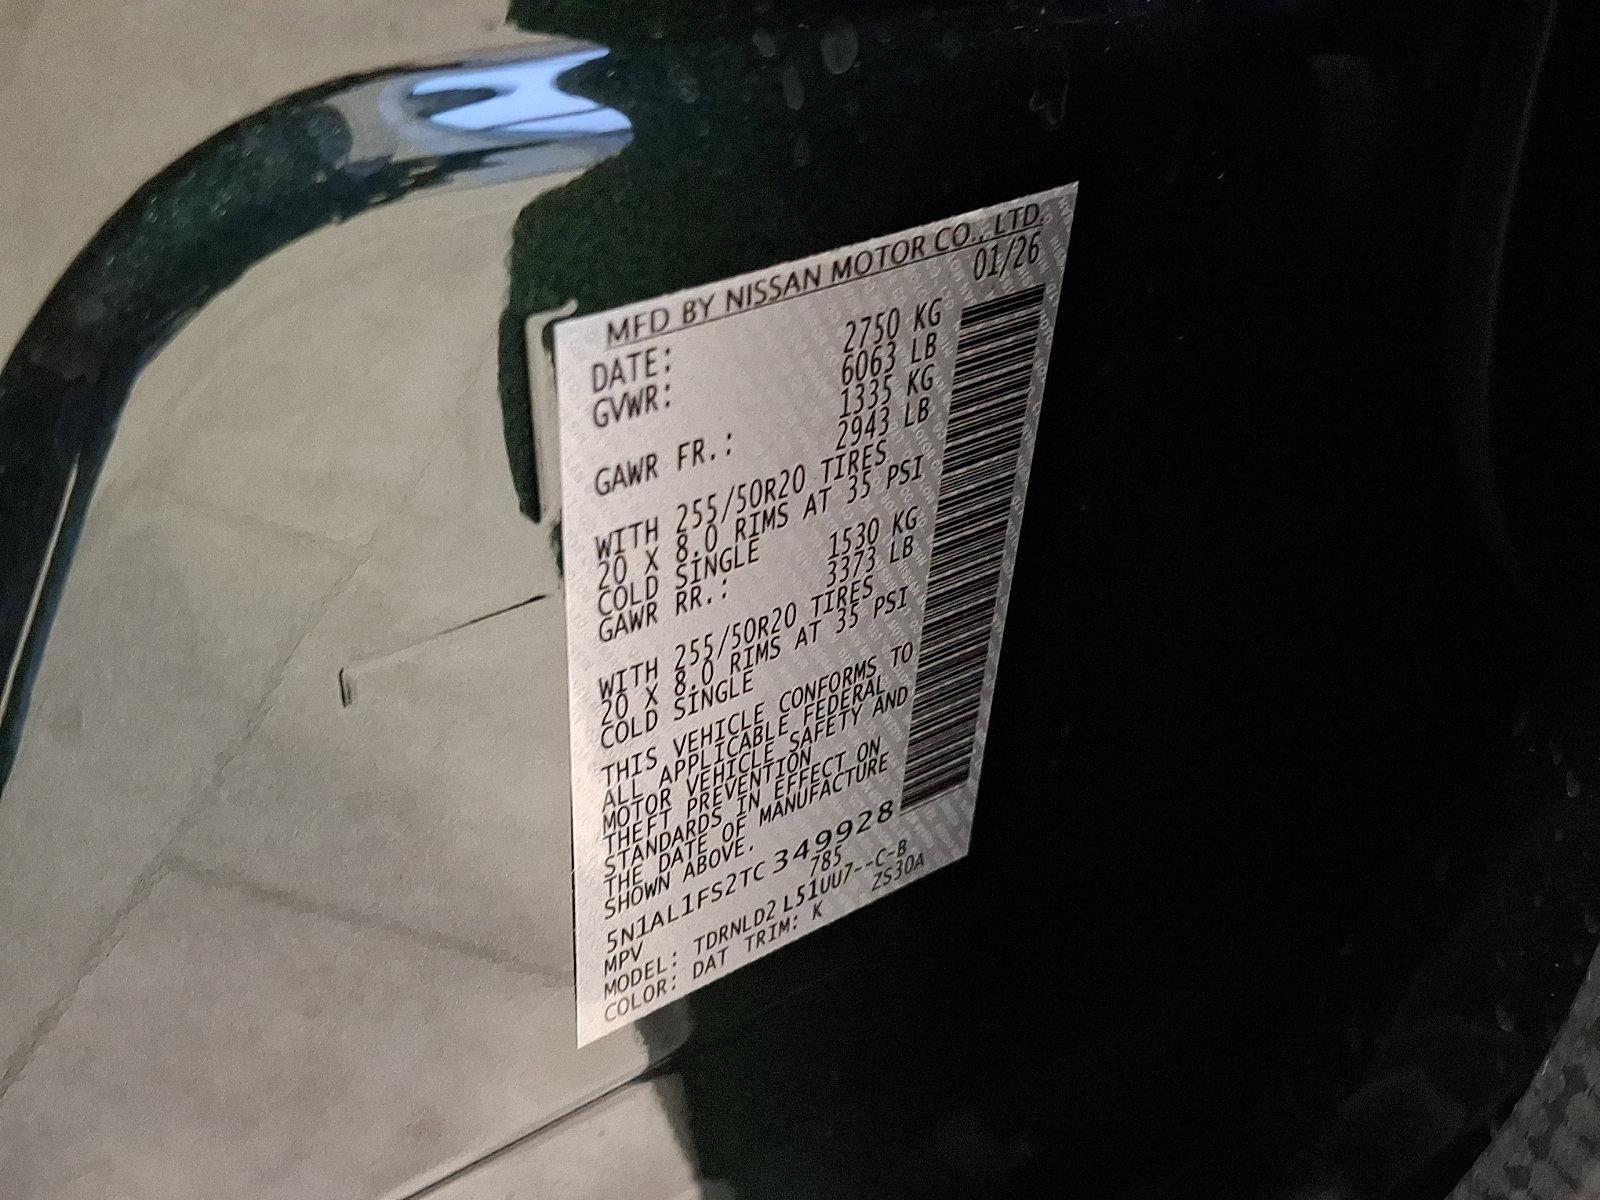 MFD BY NISSAN MOTOR CO., LTD.
DATE: 01/26
GVWR: 2750 KG
6063 LB
GAWR FR.: 1335 KG
2943 LB
WITH 255/50R20 TIRES
20 X 8.0 RIMS AT 35 PSI
COLD SINGLE
GAWR RR.: 1530 KG
3373 LB
WITH 255/50R20 TIRES
20 X 8.0 RIMS AT 35 PSI
COLD SINGLE
THIS VEHICLE CONFORMS TO
ALL APPLICABLE FEDERAL
MOTOR VEHICLE SAFETY AND
THEFT PREVENTION
STANDARDS IN EFFECT ON
THE DATE OF MANUFACTURE
SHOWN ABOVE.
5N1AL1FS2TC349928
MPV 785
MODEL: TDRNLD2 L51UU7--C-B
COLOR: DAT TRIM: K ZS30A